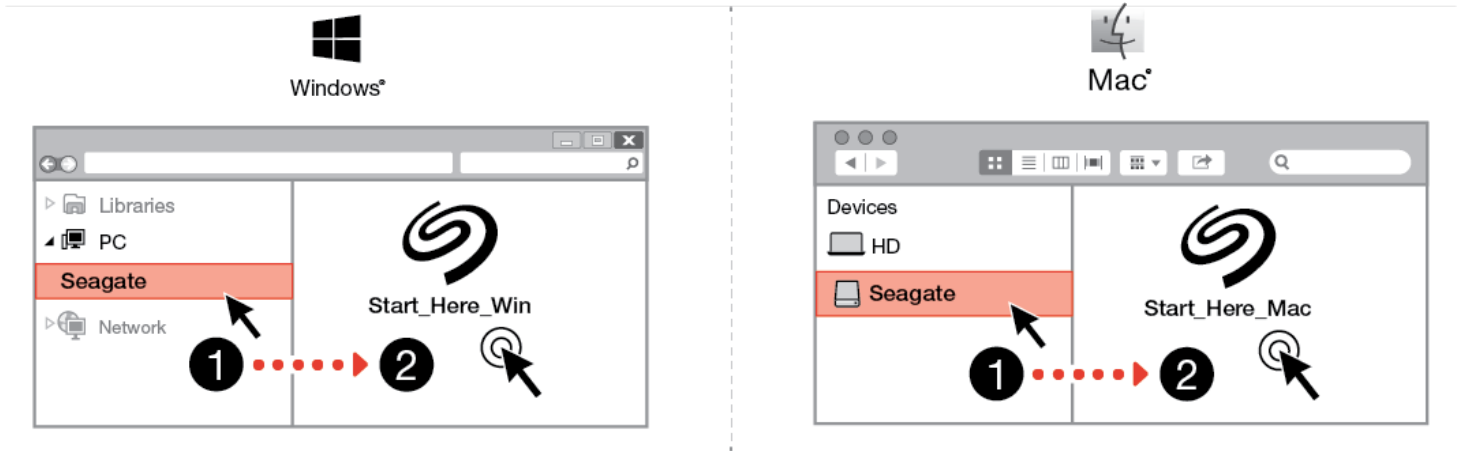 Windows®
Libraries
PC
Seagate
Network
Start_Here_Win
1
2
Mac®
Devices
HD
Seagate
Start_Here_Mac
1
2